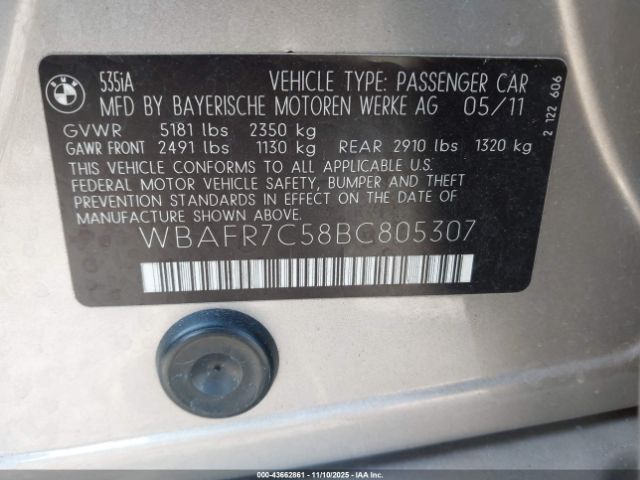 BMW
535iA VEHICLE TYPE: PASSENGER CAR
MFD BY BAYERISCHE MOTOREN WERKE AG 05/11
GVWR 5181 lbs 2350 kg
GAWR FRONT 2491 lbs 1130 kg REAR 2910 lbs 1320 kg
THIS VEHICLE CONFORMS TO ALL APPLICABLE U.S.
FEDERAL MOTOR VEHICLE SAFETY, BUMPER AND THEFT
PREVENTION STANDARDS IN EFFECT ON THE DATE OF
MANUFACTURE SHOWN ABOVE.
WBAFR7C58BC805307
2 122 606
000-43662861 - 11/10/2025 - IAA Inc.